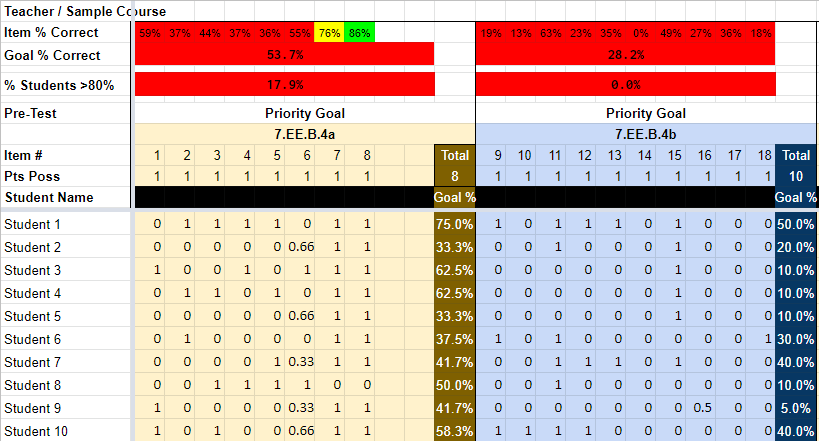 Teacher / Sample Course
Item % Correct 59% 37% 44% 37% 36% 55% 76% 86% 19% 13% 63% 23% 35% 0% 49% 27% 36% 18%
Goal % Correct 53.7% 28.2%
% Students >80% 17.9% 0.0%
Pre-Test Priority Goal Priority Goal
7.EE.B.4a 7.EE.B.4b
Item # 1 2 3 4 5 6 7 8 Total 9 10 11 12 13 14 15 16 17 18 Total
Pts Poss 1 1 1 1 1 1 1 1 8 1 1 1 1 1 1 1 1 1 1 10
Student Name Goal % Goal %
Student 1 0 1 1 1 1 0 1 1 75.0% 1 0 1 1 1 0 1 0 0 0 50.0%
Student 2 0 0 0 0 0 0.66 1 1 33.3% 0 0 1 0 0 0 1 0 0 0 20.0%
Student 3 1 0 0 1 0 1 1 1 62.5% 0 0 0 0 0 0 1 0 0 0 10.0%
Student 4 0 1 1 0 1 0 1 1 62.5% 0 0 0 0 0 0 1 0 0 0 10.0%
Student 5 0 0 0 0 0 0.66 1 1 33.3% 0 0 0 0 0 0 1 0 0 0 10.0%
Student 6 0 1 0 0 0 0 1 1 37.5% 1 0 1 0 0 0 0 0 0 1 30.0%
Student 7 0 0 0 0 1 0.33 1 1 41.7% 0 0 1 1 1 0 1 0 0 0 40.0%
Student 8 0 0 1 1 1 1 0 0 50.0% 0 0 1 0 0 0 0 0 0 0 10.0%
Student 9 1 0 0 0 0 0.33 1 1 41.7% 0 0 0 0 0 0 0 0.5 0 0 5.0%
Student 10 1 0 1 0 0 0.66 1 1 58.3% 1 1 1 1 0 0 0 0 0 0 40.0%